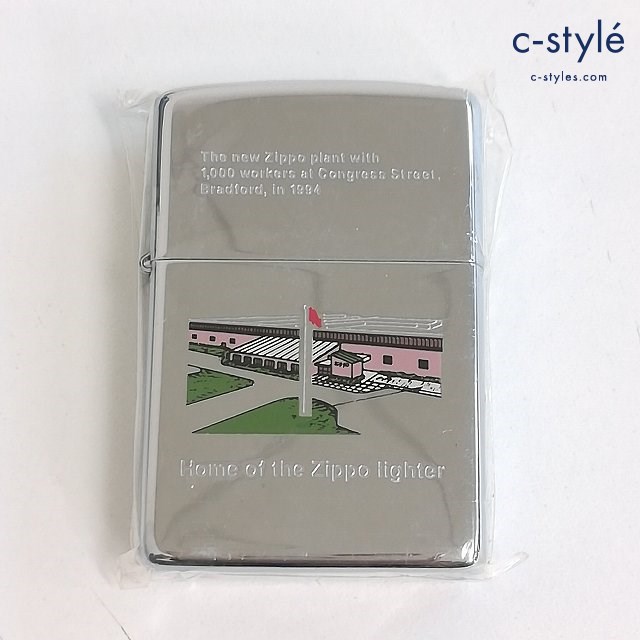 c-stylé
c-styles.com
The new Zippo plant with
1,000 workers at Congress Street,
Bradford, in 1994
Home of the Zippo lighter